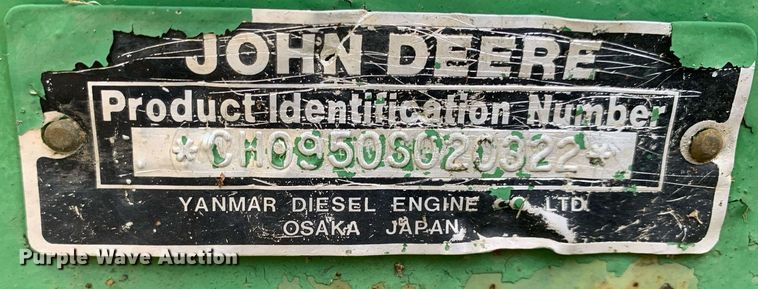 JOHN DEERE
Product Identification Number
*CH0950S020322*
YANMAR DIESEL ENGINE CO. LTD.
OSAKA JAPAN
Purple Wave Auction